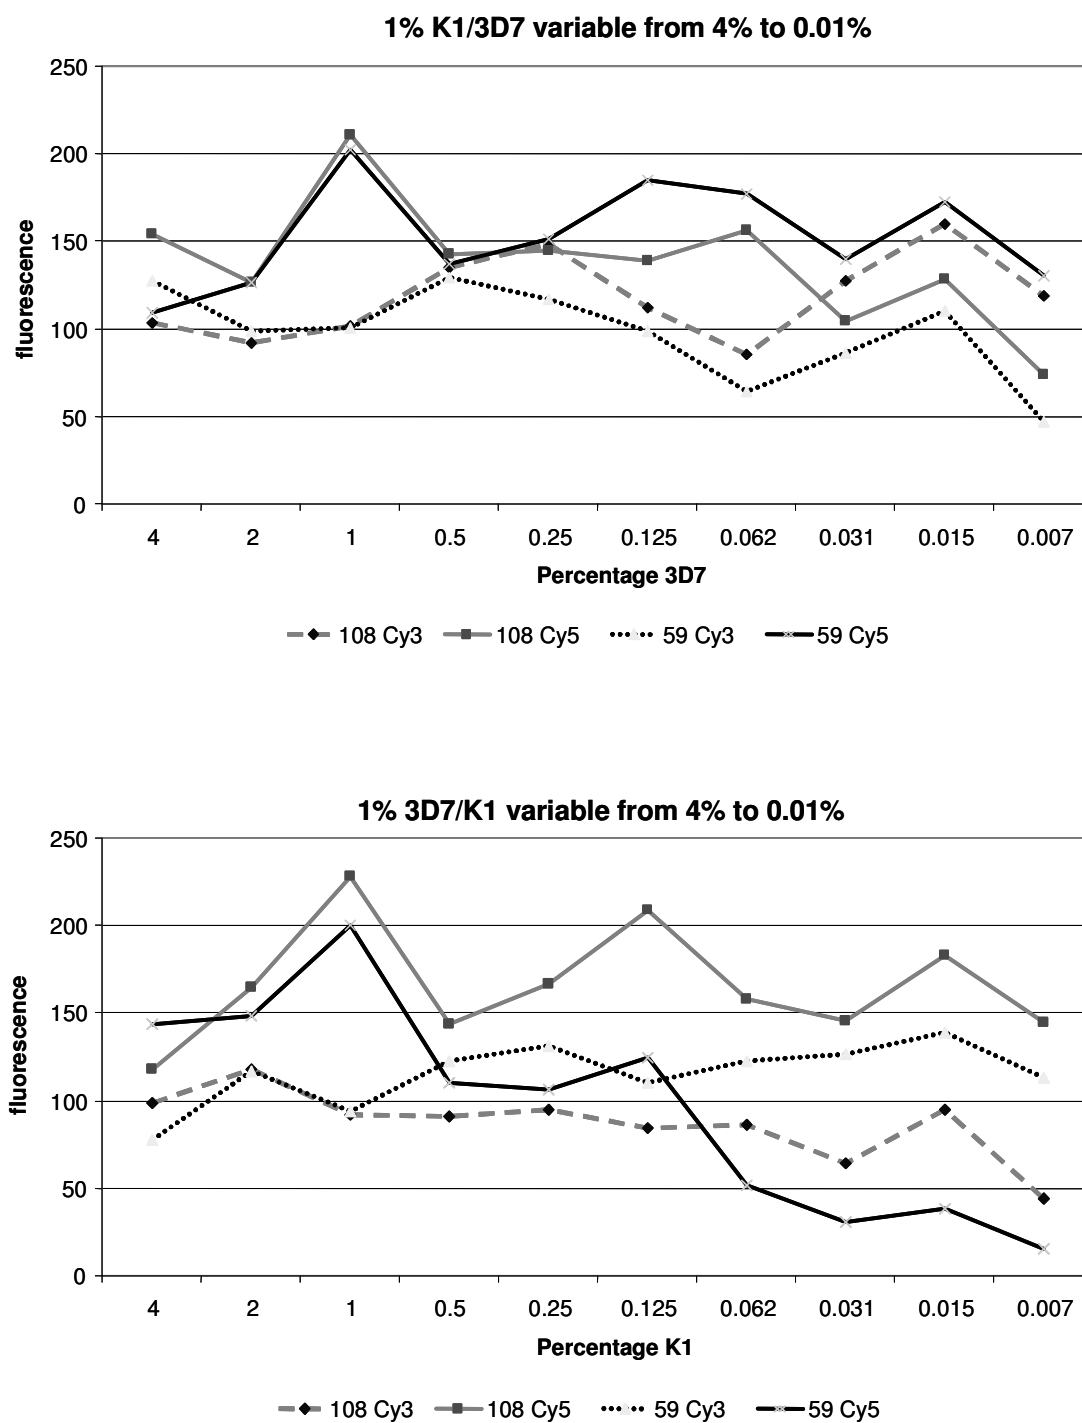 1% K1/3D7 variable from 4% to 0.01%
250
200
150
100
50
0
fluorescence
4 2 1 0.5 0.25 0.125 0.062 0.031 0.015 0.007
Percentage 3D7
108 Cy3 108 Cy5 59 Cy3 59 Cy5
1% 3D7/K1 variable from 4% to 0.01%
250
200
150
100
50
0
fluorescence
4 2 1 0.5 0.25 0.125 0.062 0.031 0.015 0.007
Percentage K1
108 Cy3 108 Cy5 59 Cy3 59 Cy5